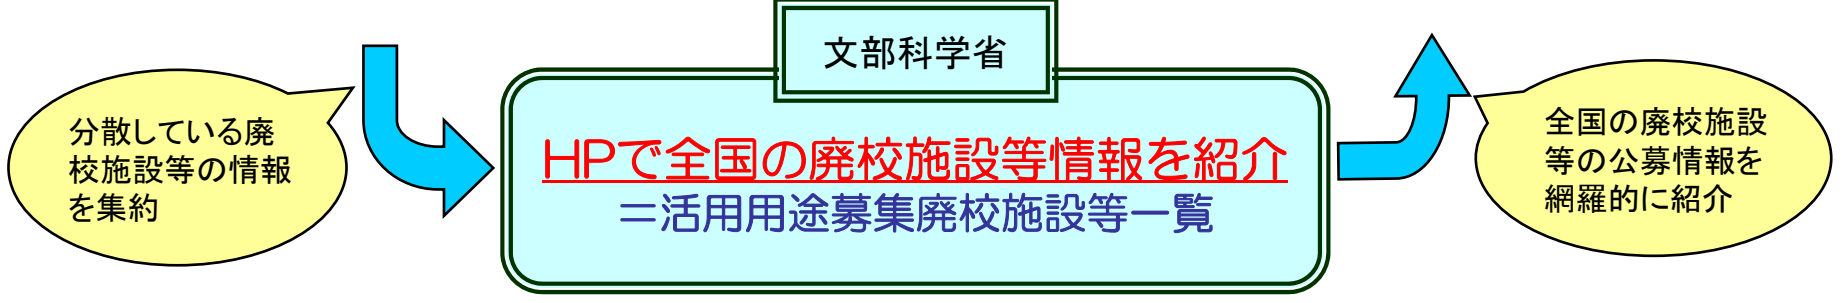 文部科学省
分散している廃
校施設等の情報
を集約
HPで全国の廃校施設等情報を紹介
＝活用用途募集廃校施設等一覧
全国の廃校施設
等の公募情報を
網羅的に紹介